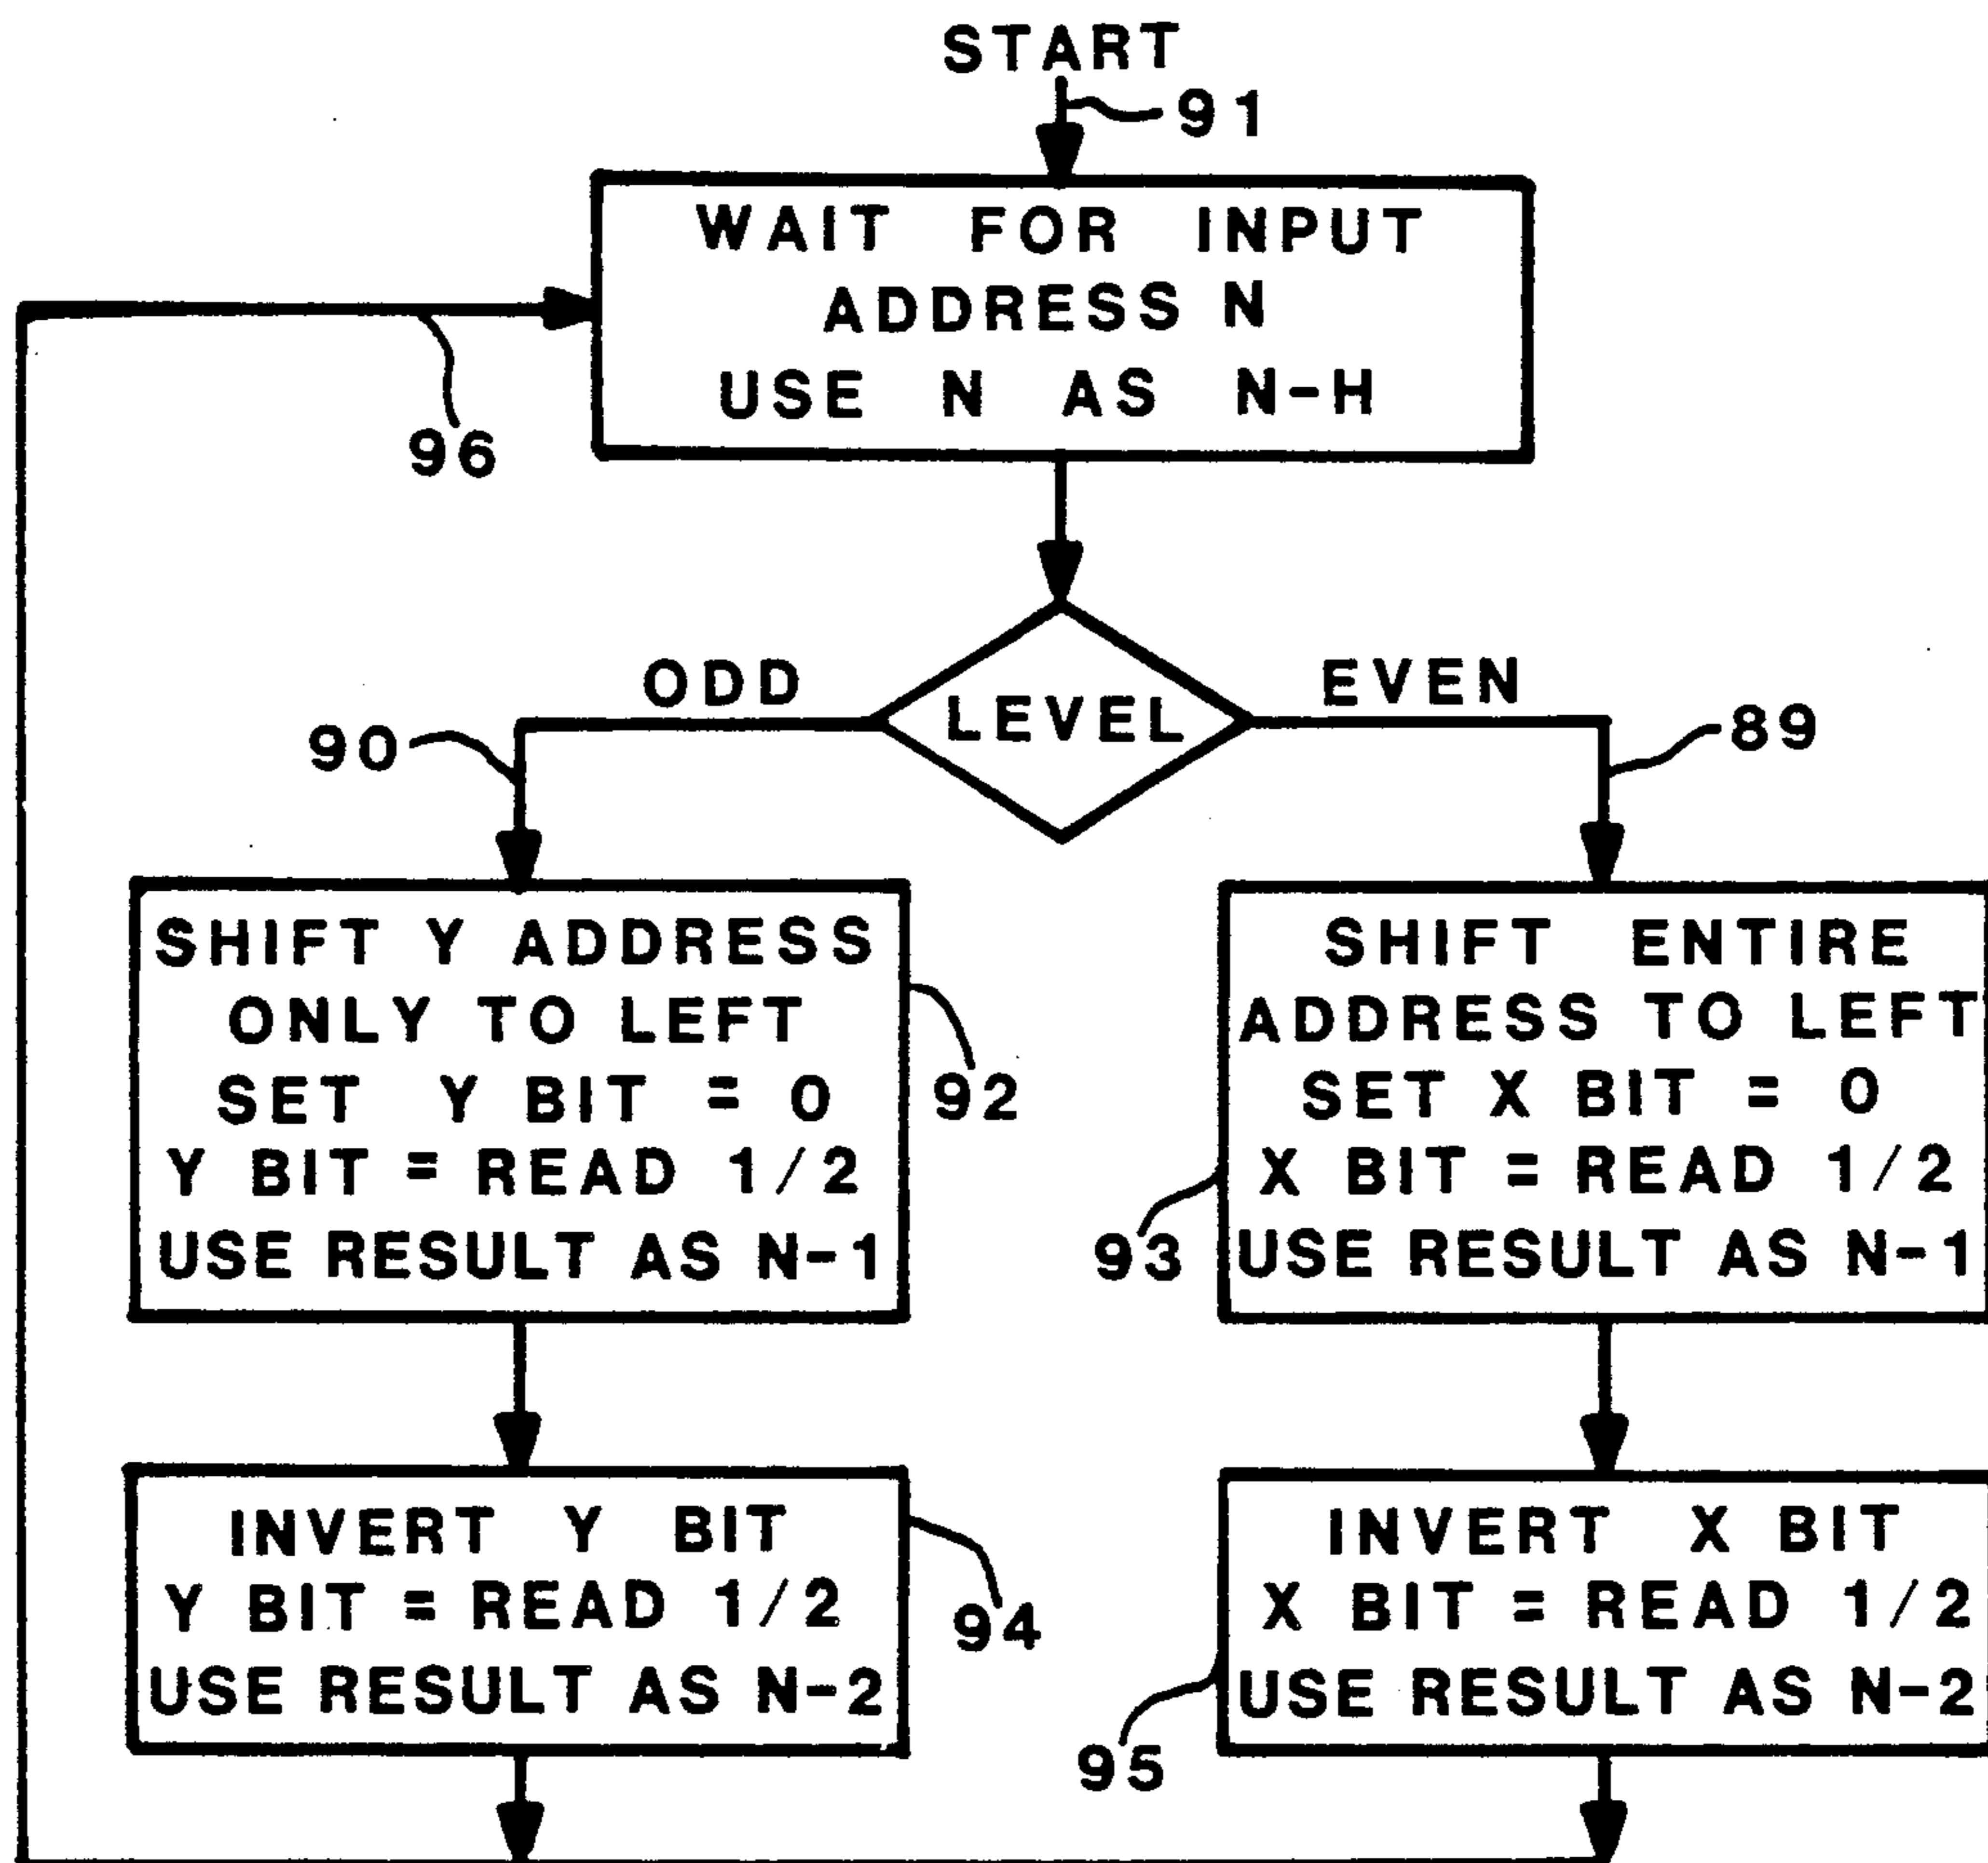 START
91
WAIT FOR INPUT
ADDRESS N
USE N AS N-H
96
ODD
LEVEL
EVEN
90
89
SHIFT Y ADDRESS
ONLY TO LEFT
SET Y BIT = 0
Y BIT = READ 1/2
USE RESULT AS N-1
92
SHIFT ENTIRE
ADDRESS TO LEFT
SET X BIT = 0
X BIT = READ 1/2
USE RESULT AS N-1
93
INVERT Y BIT
Y BIT = READ 1/2
USE RESULT AS N-2
94
INVERT X BIT
X BIT = READ 1/2
USE RESULT AS N-2
95